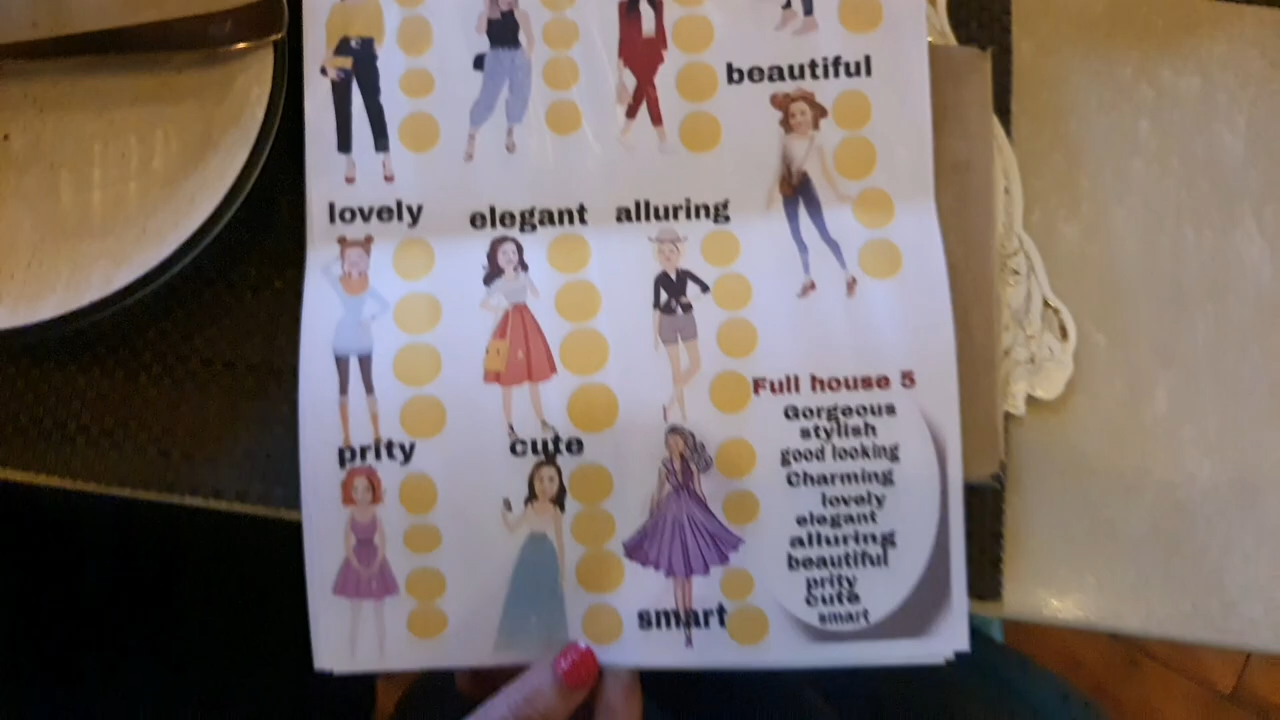 beautiful
lovely elegant alluring
prity cute
smart
Full house 5
Gorgeous
stylish
good looking
Charming
lovely
elegant
alluring
beautiful
prity
cute
smart